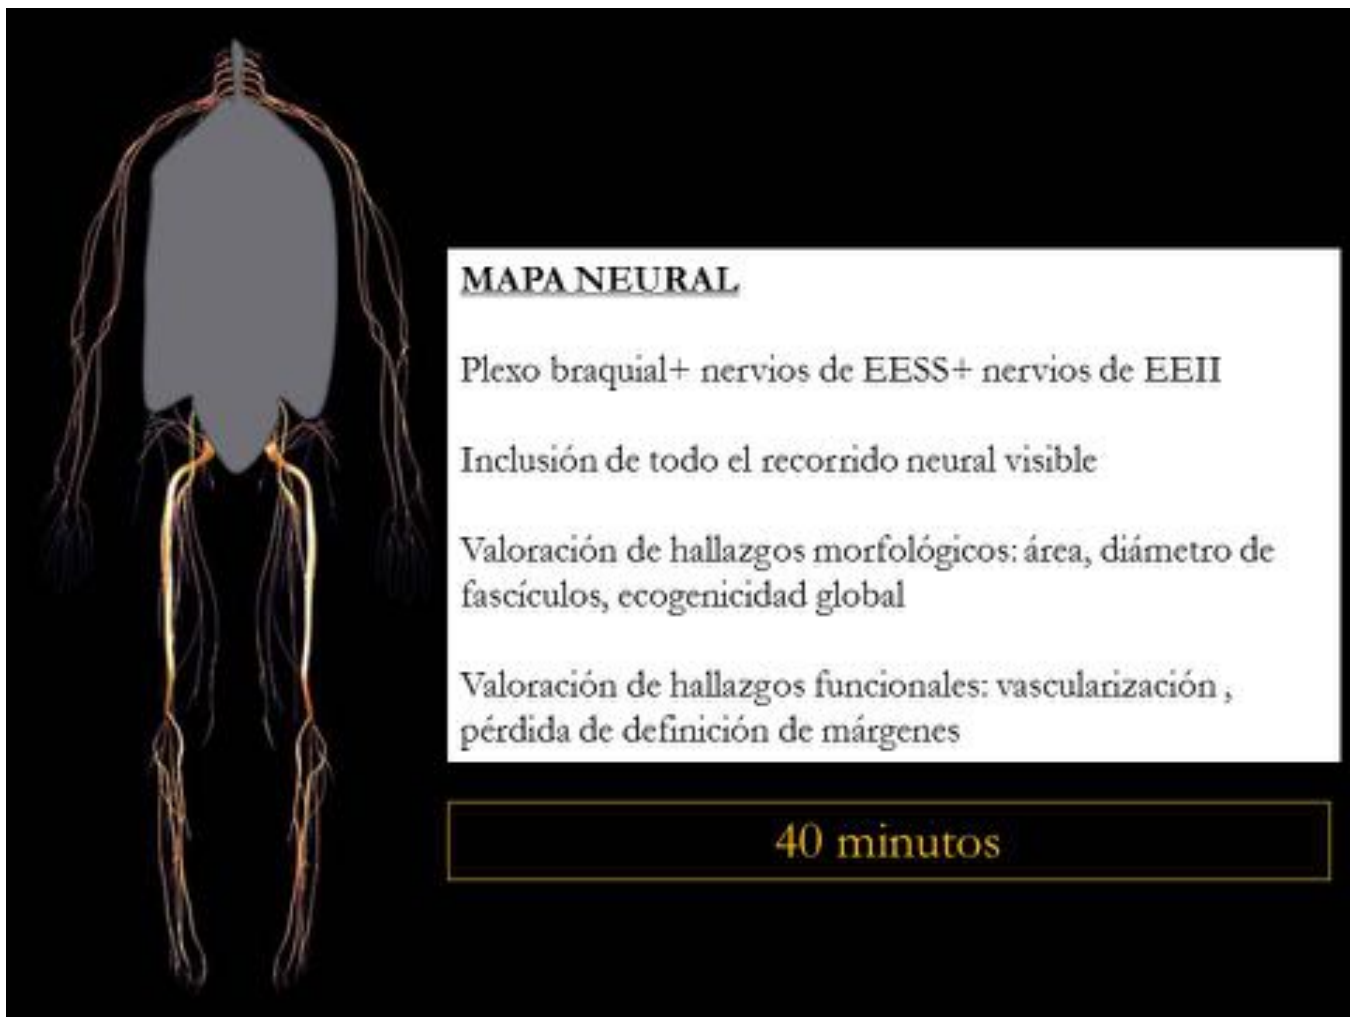 MAPA NEURAL
Plexo braquial+ nervios de EESS+ nervios de EEII
Inclusión de todo el recorrido neural visible
Valoración de hallazgos morfológicos: área, diámetro de
fascículos, ecogenicidad global
Valoración de hallazgos funcionales: vascularización ,
pérdida de definición de márgenes
40 minutos